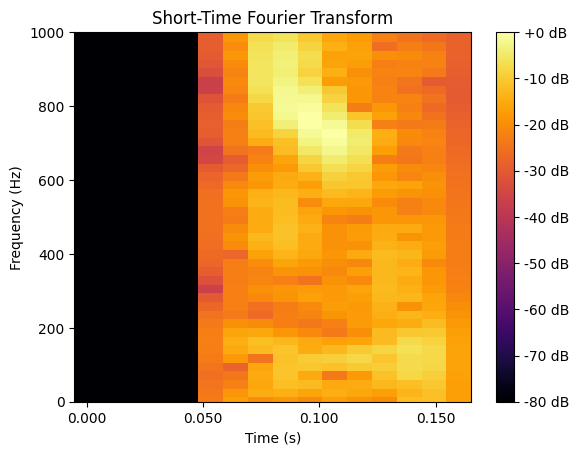 Short-Time Fourier Transform
Frequency (Hz)
1000
800
600
400
200
0
0.000 0.050 0.100 0.150
Time (s)
+0 dB
-10 dB
-20 dB
-30 dB
-40 dB
-50 dB
-60 dB
-70 dB
-80 dB